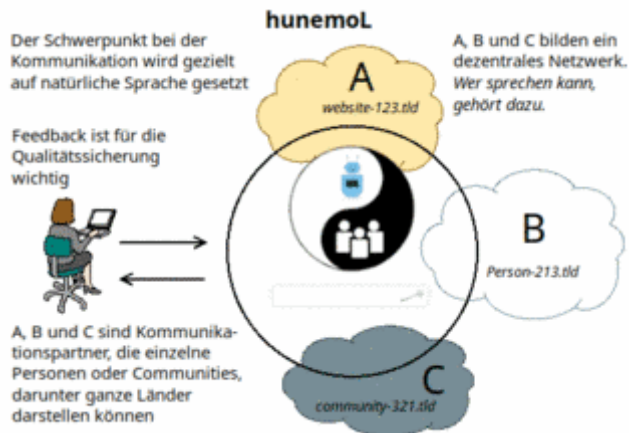 hunemoL
Der Schwerpunkt bei der
Kommunikation wird gezielt
auf natürliche Sprache gesetzt
A
website-123.tld
A, B und C bilden ein
dezentrales Netzwerk.
Wer sprechen kann,
gehört dazu.
Feedback ist für die
Qualitätssicherung
wichtig
B
Person-213.tld
A, B und C sind Kommunika-
tionspartner, die einzelne
Personen oder Communities,
darunter ganze Länder
darstellen können
C
community-321.tld